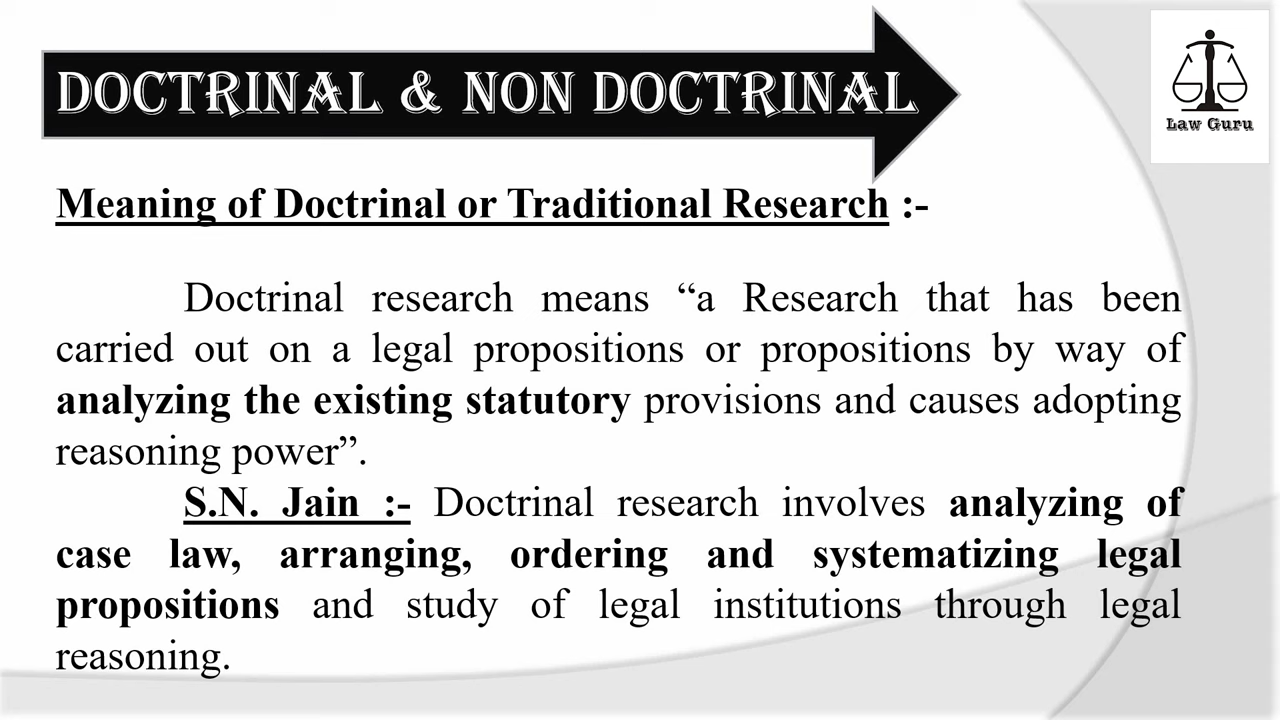 DOCTRINAL & NON DOCTRINAL
Law Guru
Meaning of Doctrinal or Traditional Research :-
Doctrinal research means “a Research that has been
carried out on a legal propositions or propositions by way of
analyzing the existing statutory provisions and causes adopting
reasoning power”.
S.N. Jain :- Doctrinal research involves analyzing of
case law, arranging, ordering and systematizing legal
propositions and study of legal institutions through legal
reasoning.